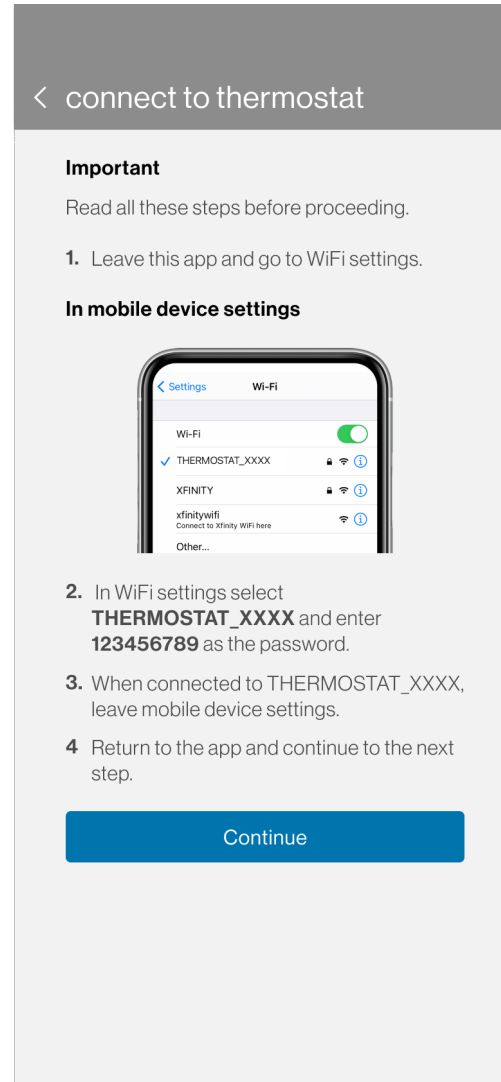 connect to thermostat
Important
Read all these steps before proceeding.
1. Leave this app and go to WiFi settings.
In mobile device settings
Settings Wi-Fi
Wi-Fi
THERMOSTAT_XXXX
XFINITY
xfinitywifi
Connect to Xfinity WiFi here
Other...
2. In WiFi settings select
THERMOSTAT_XXXX and enter
123456789 as the password.
3. When connected to THERMOSTAT_XXXX,
leave mobile device settings.
4 Return to the app and continue to the next
step.
Continue